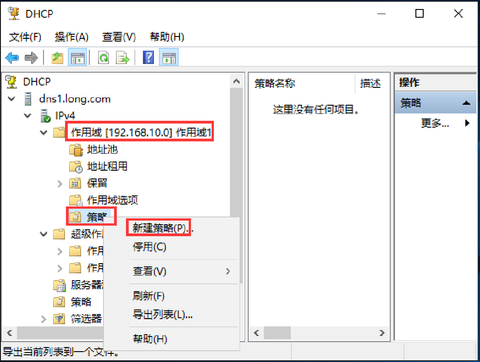 DHCP
文件(F) 操作(A) 查看(V) 帮助(H)
DHCP
dns1.long.com
IPv4
作用域 [192.168.10.0] 作用域1
地址池
地址租用
保留
作用域选项
策略
超级作
作用
作用
服务器
策略
筛选器
新建策略(P)...
停用(C)
查看(V)
刷新(F)
导出列表(L)...
帮助(H)
策略名称 描述
这里没有任何项目。
操作
策略
更多...
导出当前列表到一个文件。